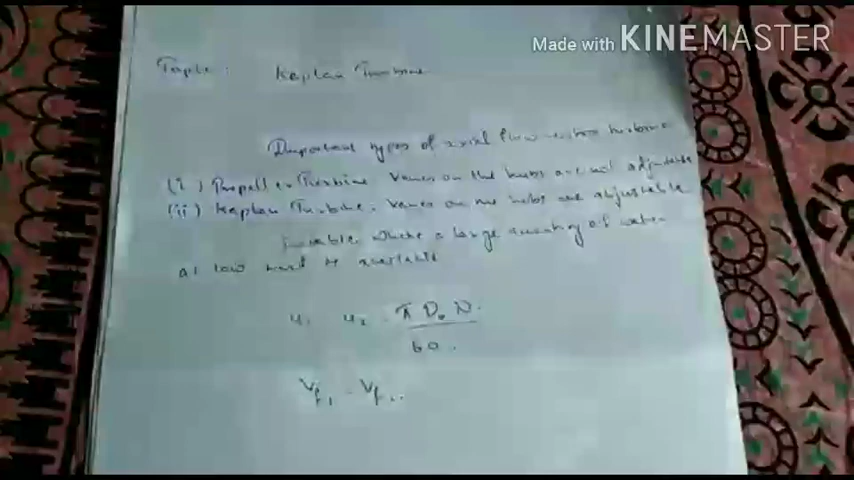 Made with KINEMASTER
Topic : Kaplan Turbine
Important types of axial flow turbine
(i) Propeller Turbine : Vanes on the hubs are not adjustable
(ii) Kaplan Turbine : Vanes on the hubs are adjustable
Suitable where a large quantity of water
at low head is available
u₁ = u₂ = π D₀ N
60
Vf₁ = Vf₂